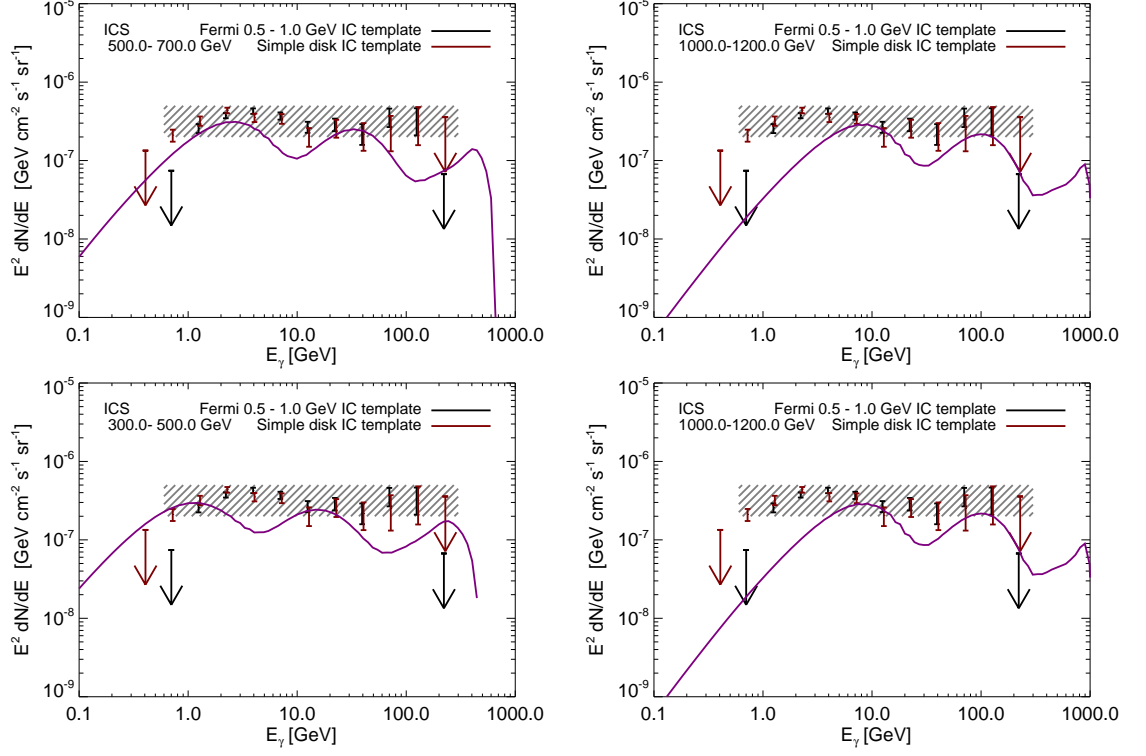 ICS Fermi 0.5 - 1.0 GeV IC template
500.0- 700.0 GeV Simple disk IC template
10^-5
10^-6
10^-7
10^-8
10^-9
E^2 dN/dE [GeV cm^-2 s^-1 sr^-1]
0.1 1.0 10.0 100.0 1000.0
E_γ [GeV]
ICS Fermi 0.5 - 1.0 GeV IC template
1000.0-1200.0 GeV Simple disk IC template
10^-5
10^-6
10^-7
10^-8
10^-9
E^2 dN/dE [GeV cm^-2 s^-1 sr^-1]
0.1 1.0 10.0 100.0 1000.0
E_γ [GeV]
ICS Fermi 0.5 - 1.0 GeV IC template
300.0- 500.0 GeV Simple disk IC template
10^-5
10^-6
10^-7
10^-8
10^-9
E^2 dN/dE [GeV cm^-2 s^-1 sr^-1]
0.1 1.0 10.0 100.0 1000.0
E_γ [GeV]
ICS Fermi 0.5 - 1.0 GeV IC template
1000.0-1200.0 GeV Simple disk IC template
10^-5
10^-6
10^-7
10^-8
10^-9
E^2 dN/dE [GeV cm^-2 s^-1 sr^-1]
0.1 1.0 10.0 100.0 1000.0
E_γ [GeV]